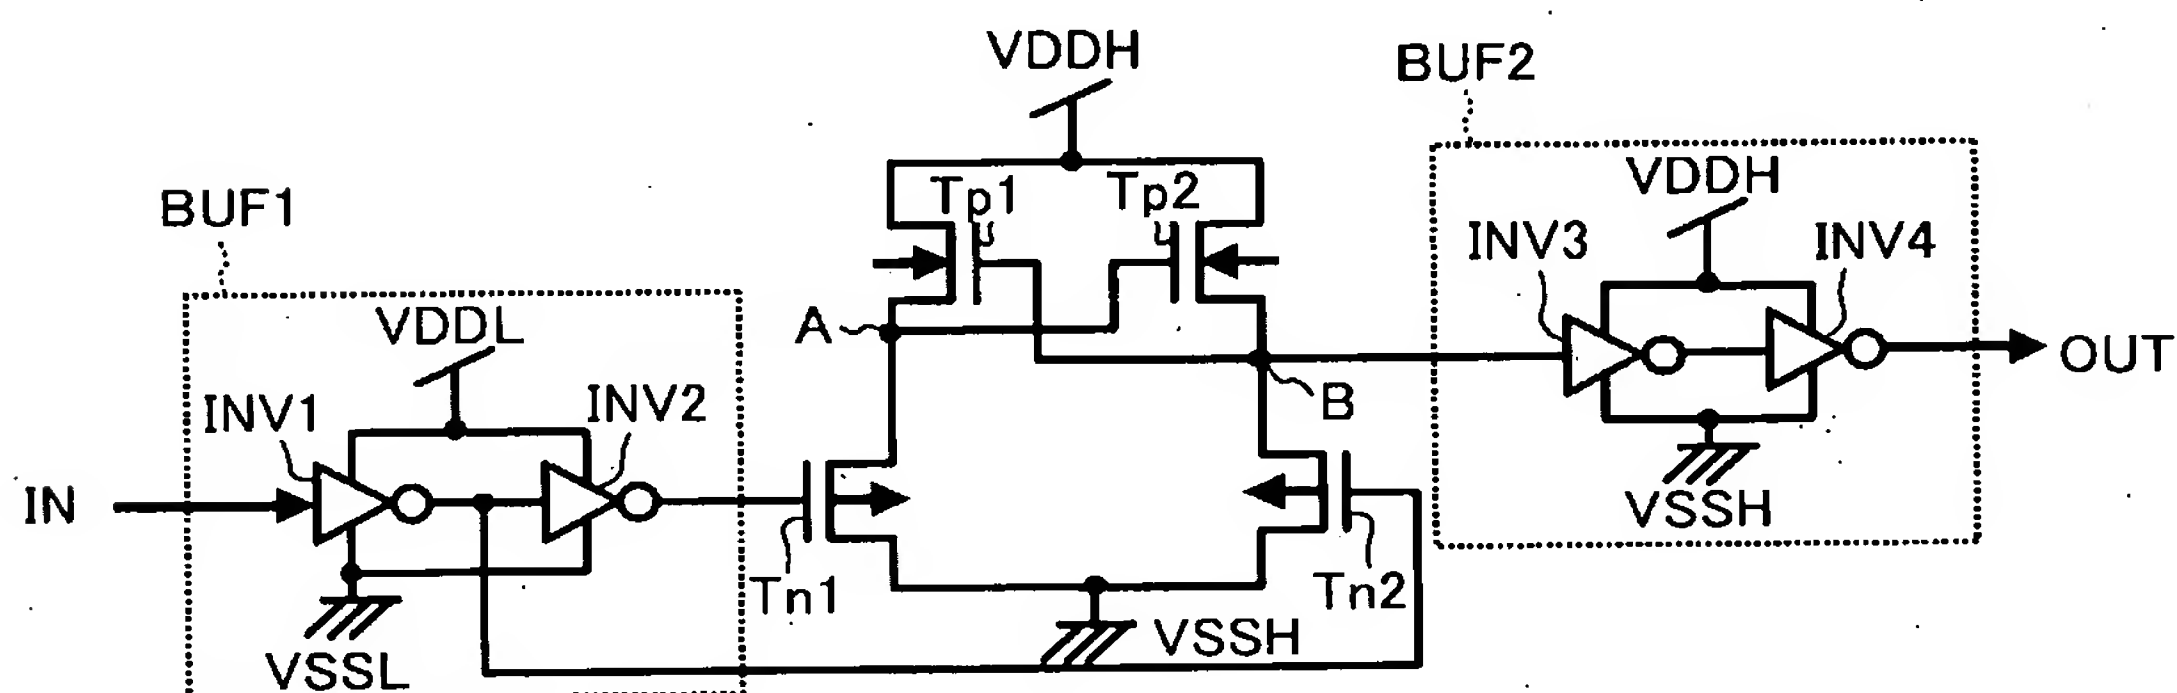 VDDH
BUF2
Tp1
Tp2
VDDH
BUF1
INV3
INV4
VDDL
A
OUT
INV1
INV2
B
IN
VSSH
Tn1
Tn2
VSSH
VSSL